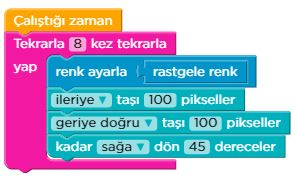 Çalıştığı zaman
Tekrarla 8 kez tekrarla
yap renk ayarla rastgele renk
ileriye ▼ taşı 100 pikseller
geriye doğru ▼ taşı 100 pikseller
kadar sağa ▼ dön 45 dereceler